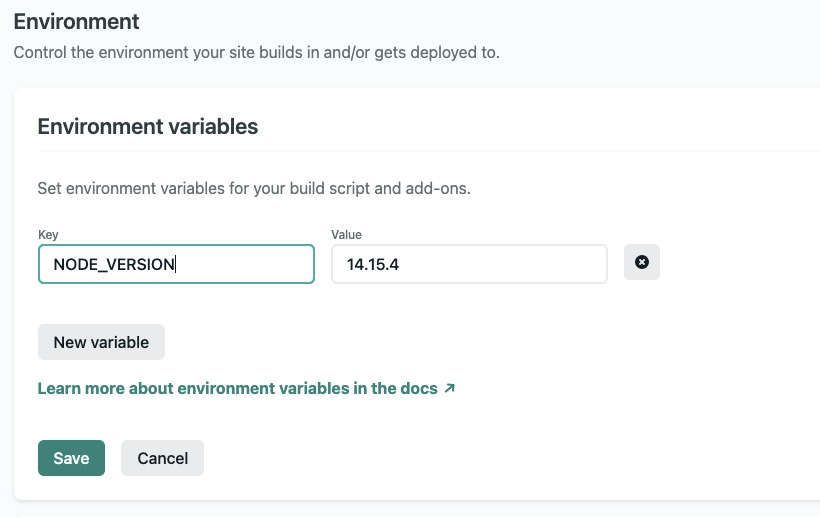 Environment
Control the environment your site builds in and/or gets deployed to.
Environment variables
Set environment variables for your build script and add-ons.
Key Value
NODE_VERSION 14.15.4
New variable
Learn more about environment variables in the docs ↗
Save Cancel